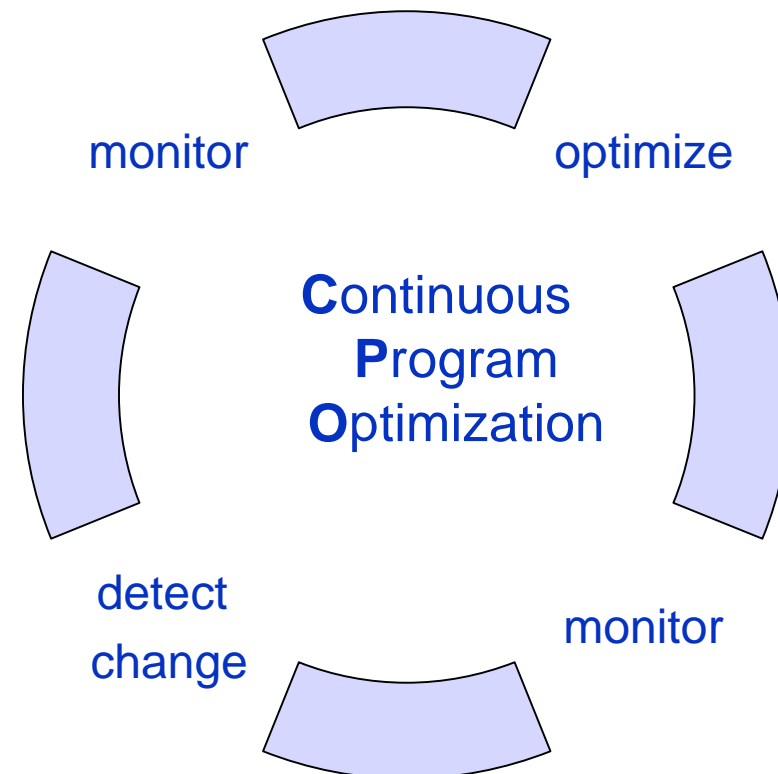 monitor
optimize
Continuous
Program
Optimization
detect
change
monitor